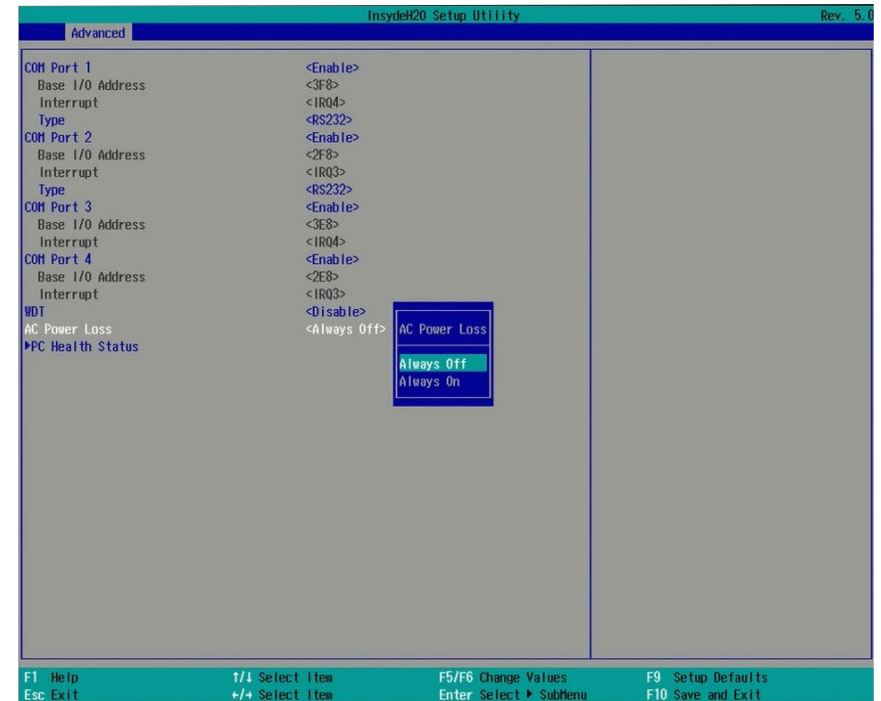 InsydeH20 Setup Utility Rev. 5.0
Advanced
COM Port 1 <Enable>
Base I/O Address <3F8>
Interrupt <IRQ4>
Type <RS232>
COM Port 2 <Enable>
Base I/O Address <2F8>
Interrupt <IRQ3>
Type <RS232>
COM Port 3 <Enable>
Base I/O Address <3E8>
Interrupt <IRQ4>
COM Port 4 <Enable>
Base I/O Address <2E8>
Interrupt <IRQ3>
WDT <Disable>
AC Power Loss <Always Off>
►PC Health Status
AC Power Loss
Always Off
Always On
F1 Help ↑/↓ Select Item F5/F6 Change Values F9 Setup Defaults
Esc Exit ←/→ Select Item Enter Select ► SubMenu F10 Save and Exit